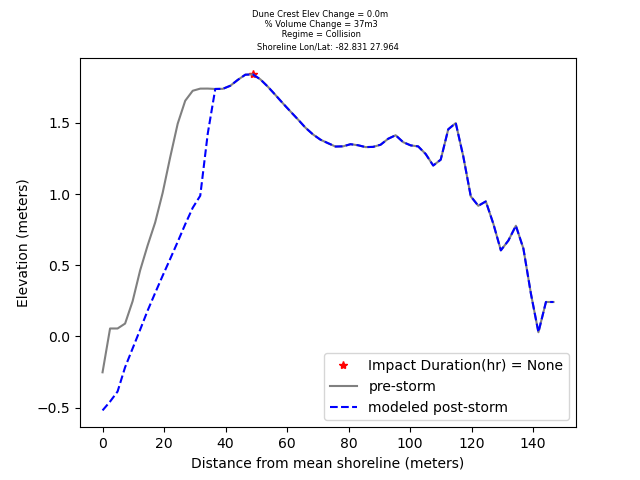 Dune Crest Elev Change = 0.0m
% Volume Change = 37m3
Regime = Collision
Shoreline Lon/Lat: -82.831 27.964
1.5
1.0
0.5
0.0
−0.5
Elevation (meters)
Impact Duration(hr) = None
pre-storm
modeled post-storm
0 20 40 60 80 100 120 140
Distance from mean shoreline (meters)